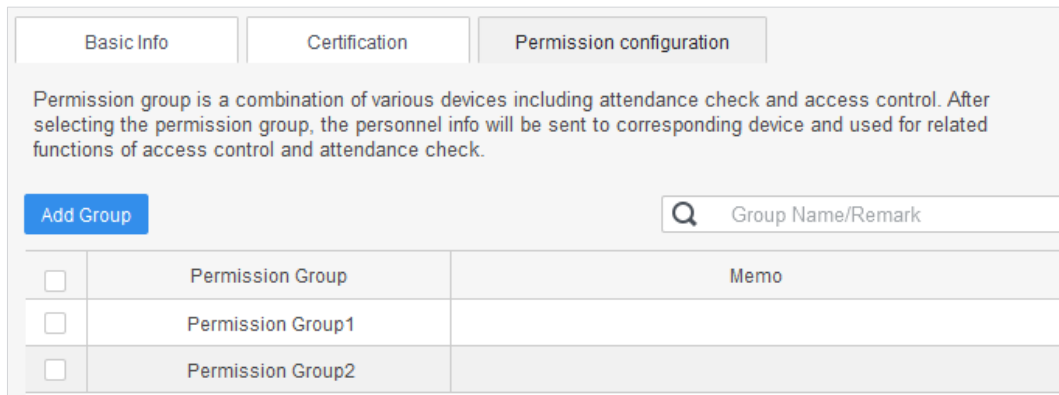 Basic Info Certification Permission configuration
Permission group is a combination of various devices including attendance check and access control. After
selecting the permission group, the personnel info will be sent to corresponding device and used for related
functions of access control and attendance check.
Add Group Group Name/Remark
Permission Group Memo
Permission Group1
Permission Group2